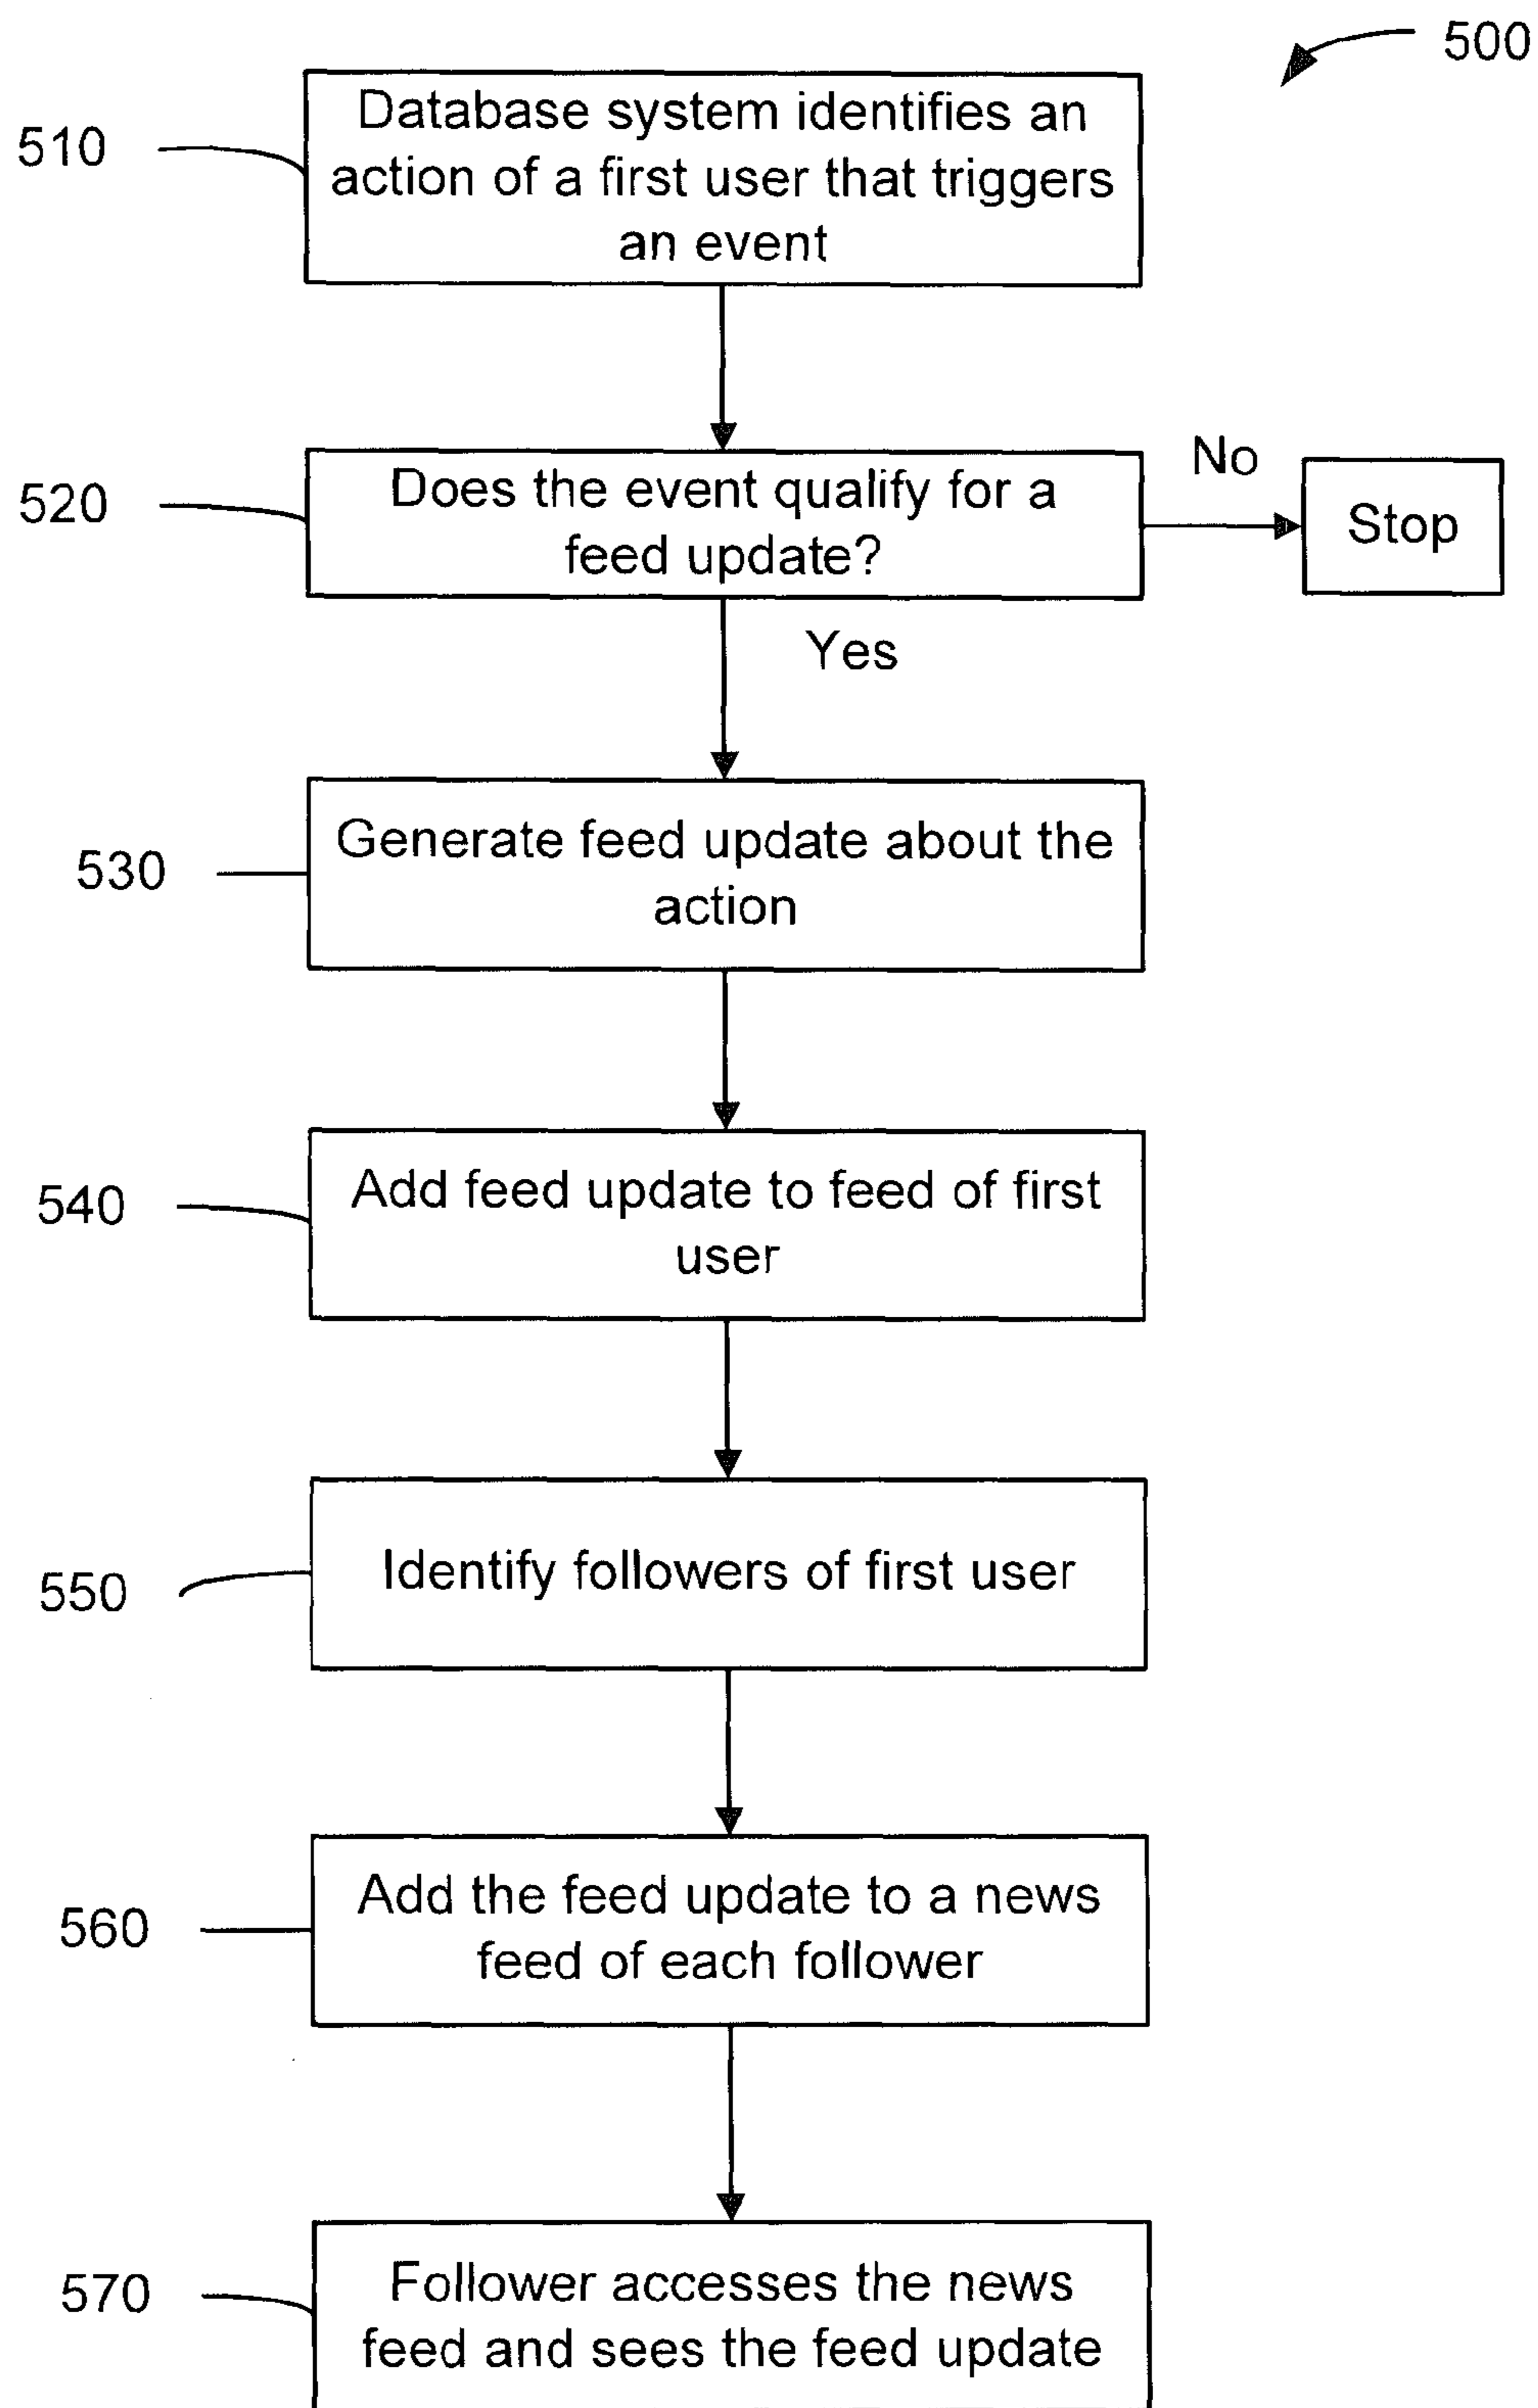 500
510
Database system identifies an
action of a first user that triggers
an event
520
Does the event qualify for a
feed update?
No
Stop
Yes
530
Generate feed update about the
action
540
Add feed update to feed of first
user
550
Identify followers of first user
560
Add the feed update to a news
feed of each follower
570
Follower accesses the news
feed and sees the feed update